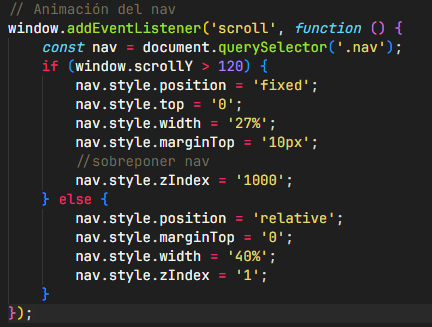 // Animación del nav
window.addEventListener('scroll', function () {
    const nav = document.querySelector('.nav');
    if (window.scrollY > 120) {
        nav.style.position = 'fixed';
        nav.style.top = '0';
        nav.style.width = '27%';
        nav.style.marginTop = '10px';
        //sobreponer nav
        nav.style.zIndex = '1000';
    } else {
        nav.style.position = 'relative';
        nav.style.marginTop = '0';
        nav.style.width = '40%';
        nav.style.zIndex = '1';
    }
});